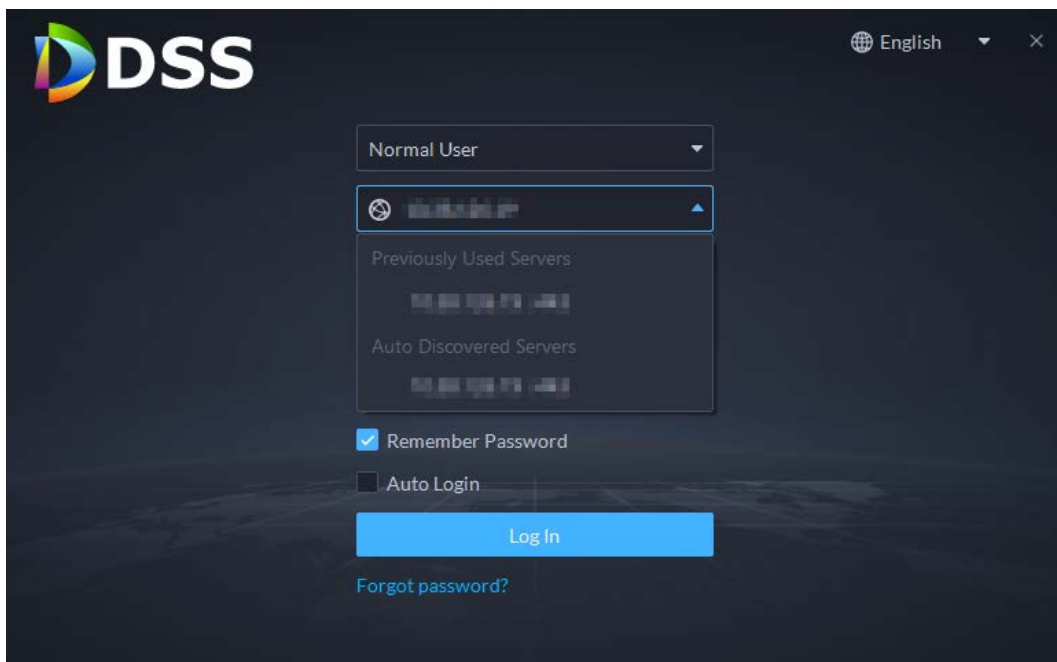 DSS
English
Normal User
Previously Used Servers
Auto Discovered Servers
Remember Password
Auto Login
Log In
Forgot password?